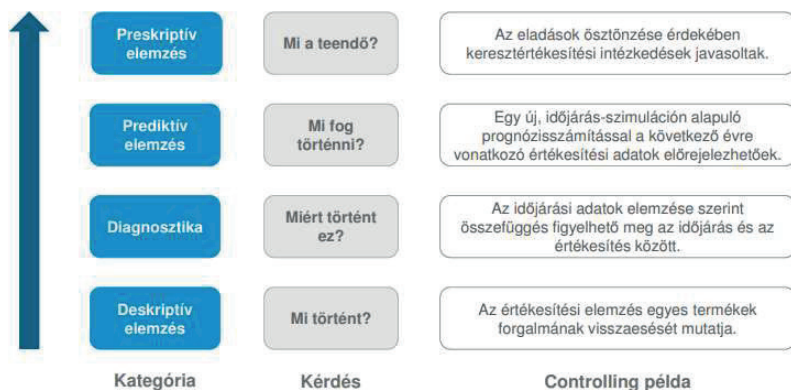 Preskriptív
elemzés
Mi a teendő?
Az eladások ösztönzése érdekében
keresztértékesítési intézkedések javasoltak.
Prediktív
elemzés
Mi fog
történni?
Egy új, időjárás-szimuláción alapuló
prognózisszámítással a következő évre
vonatkozó értékesítési adatok előrejelezhetőek.
Diagnosztika
Miért történt
ez?
Az időjárási adatok elemzése szerint
összefüggés figyelhető meg az időjárás és az
értékesítés között.
Deskriptív
elemzés
Mi történt?
Az értékesítési elemzés egyes termékek
forgalmának visszaesését mutatja.
Kategória
Kérdés
Controlling példa